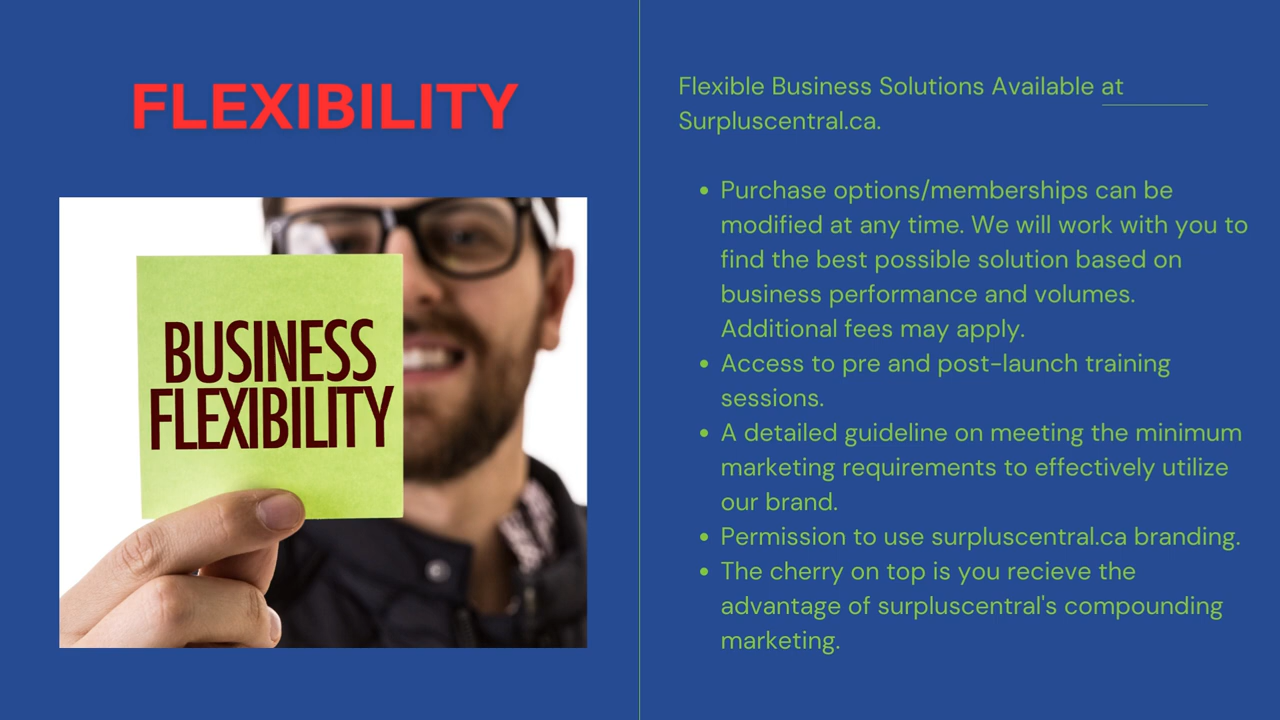 FLEXIBILITY
BUSINESS
FLEXIBILITY
Flexible Business Solutions Available at
Surpluscentral.ca.
• Purchase options/memberships can be
modified at any time. We will work with you to
find the best possible solution based on
business performance and volumes.
Additional fees may apply.
• Access to pre and post-launch training
sessions.
• A detailed guideline on meeting the minimum
marketing requirements to effectively utilize
our brand.
• Permission to use surpluscentral.ca branding.
• The cherry on top is you recieve the
advantage of surpluscentral's compounding
marketing.